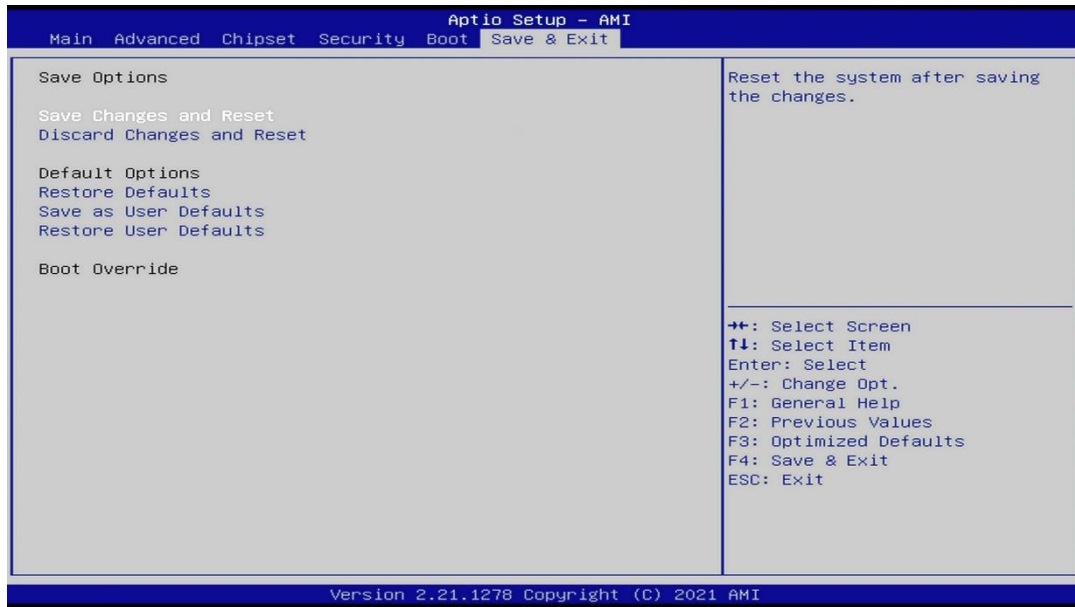 Aptio Setup – AMI
Main Advanced Chipset Security Boot Save & Exit
Save Options
Save Changes and Reset
Discard Changes and Reset
Default Options
Restore Defaults
Save as User Defaults
Restore User Defaults
Boot Override
Reset the system after saving
the changes.
→←: Select Screen
↑↓: Select Item
Enter: Select
+/-: Change Opt.
F1: General Help
F2: Previous Values
F3: Optimized Defaults
F4: Save & Exit
ESC: Exit
Version 2.21.1278 Copyright (C) 2021 AMI